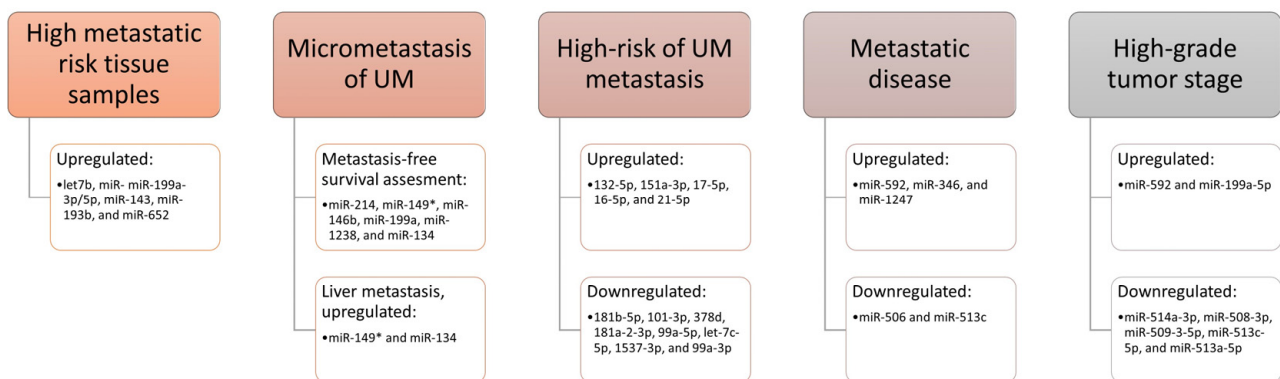 High metastatic
risk tissue
samples
Upregulated:
•let7b, miR- miR-199a-
3p/5p, miR-143, miR-
193b, and miR-652
Micrometastasis
of UM
Metastasis-free
survival assesment:
•miR-214, miR-149*, miR-
146b, miR-199a, miR-
1238, and miR-134
Liver metastasis,
upregulated:
•miR-149* and miR-134
High-risk of UM
metastasis
Upregulated:
•132-5p, 151a-3p, 17-5p,
16-5p, and 21-5p
Downregulated:
•181b-5p, 101-3p, 378d,
181a-2-3p, 99a-5p, let-7c-
5p, 1537-3p, and 99a-3p
Metastatic
disease
Upregulated:
•miR-592, miR-346, and
miR-1247
Downregulated:
•miR-506 and miR-513c
High-grade
tumor stage
Upregulated:
•miR-592 and miR-199a-5p
Downregulated:
•miR-514a-3p, miR-508-3p,
miR-509-3-5p, miR-513c-
5p, and miR-513a-5p